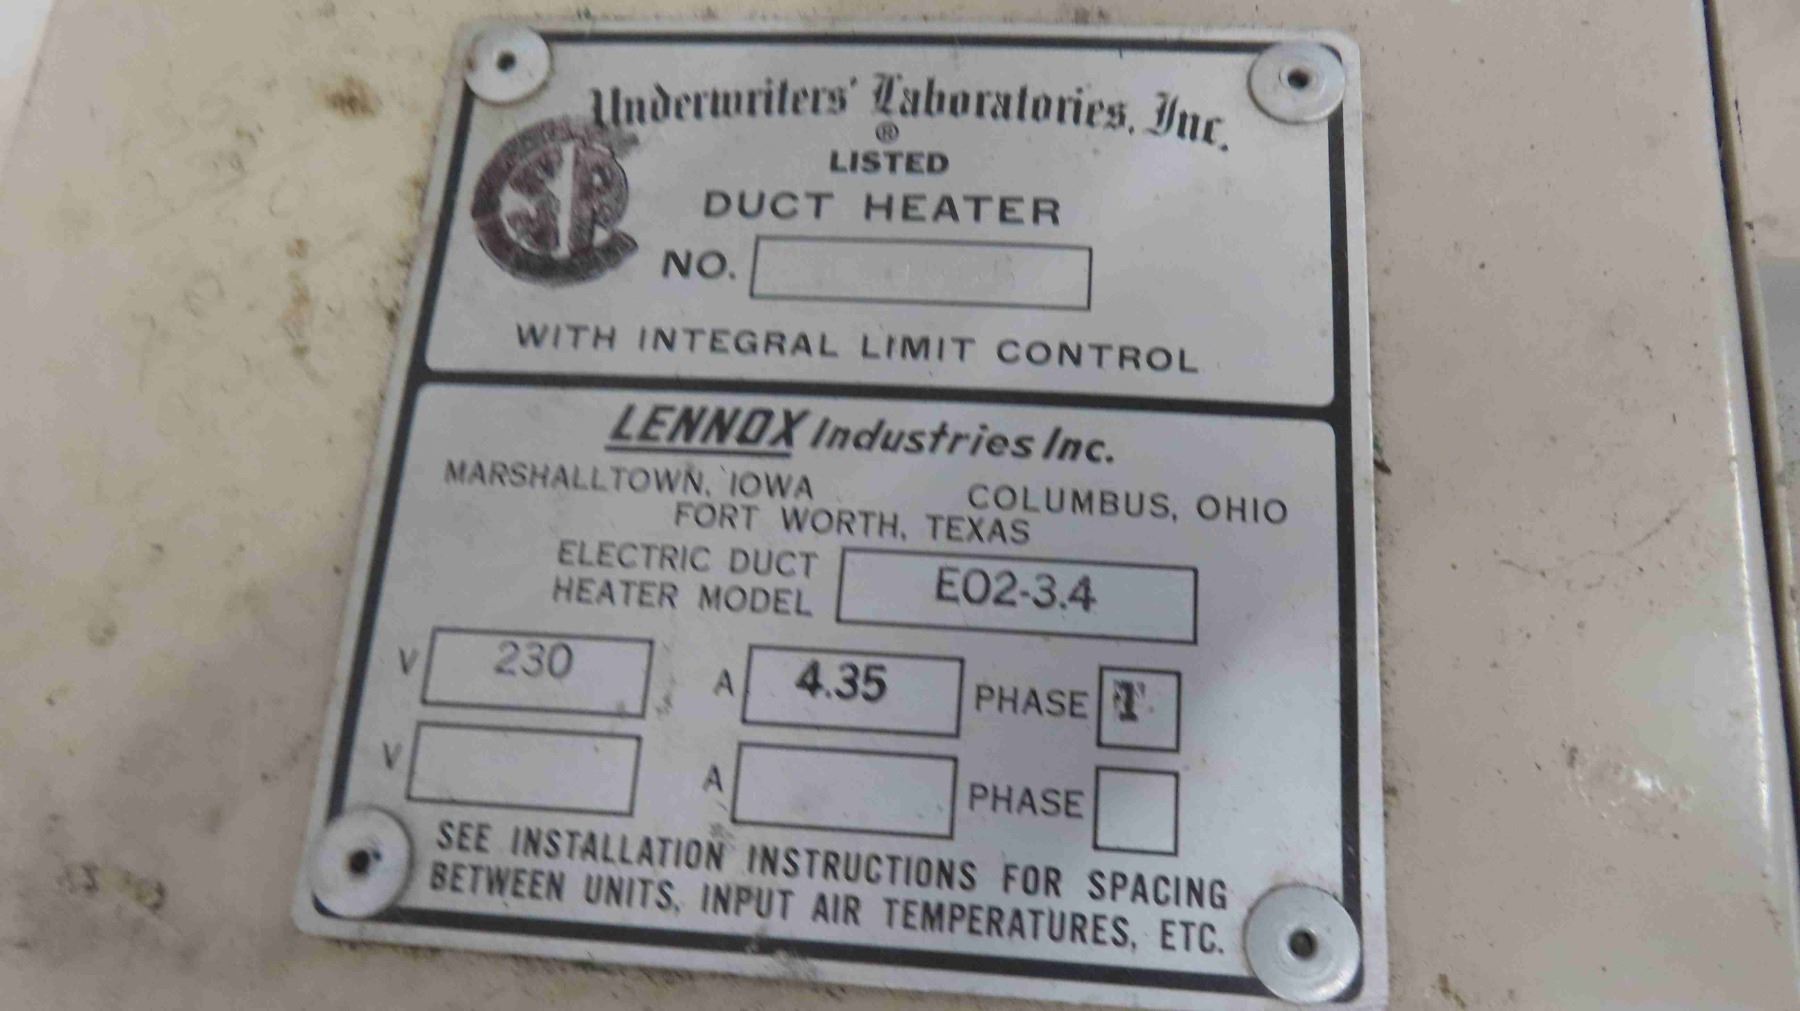 Underwriters' Laboratories, Inc.
®
LISTED
DUCT HEATER
NO.
WITH INTEGRAL LIMIT CONTROL
LENNOX Industries Inc.
MARSHALLTOWN, IOWA COLUMBUS, OHIO
FORT WORTH, TEXAS
ELECTRIC DUCT
HEATER MODEL E02-3.4
V 230 A 4.35 PHASE 1
V A PHASE
SEE INSTALLATION INSTRUCTIONS FOR SPACING
BETWEEN UNITS, INPUT AIR TEMPERATURES, ETC.